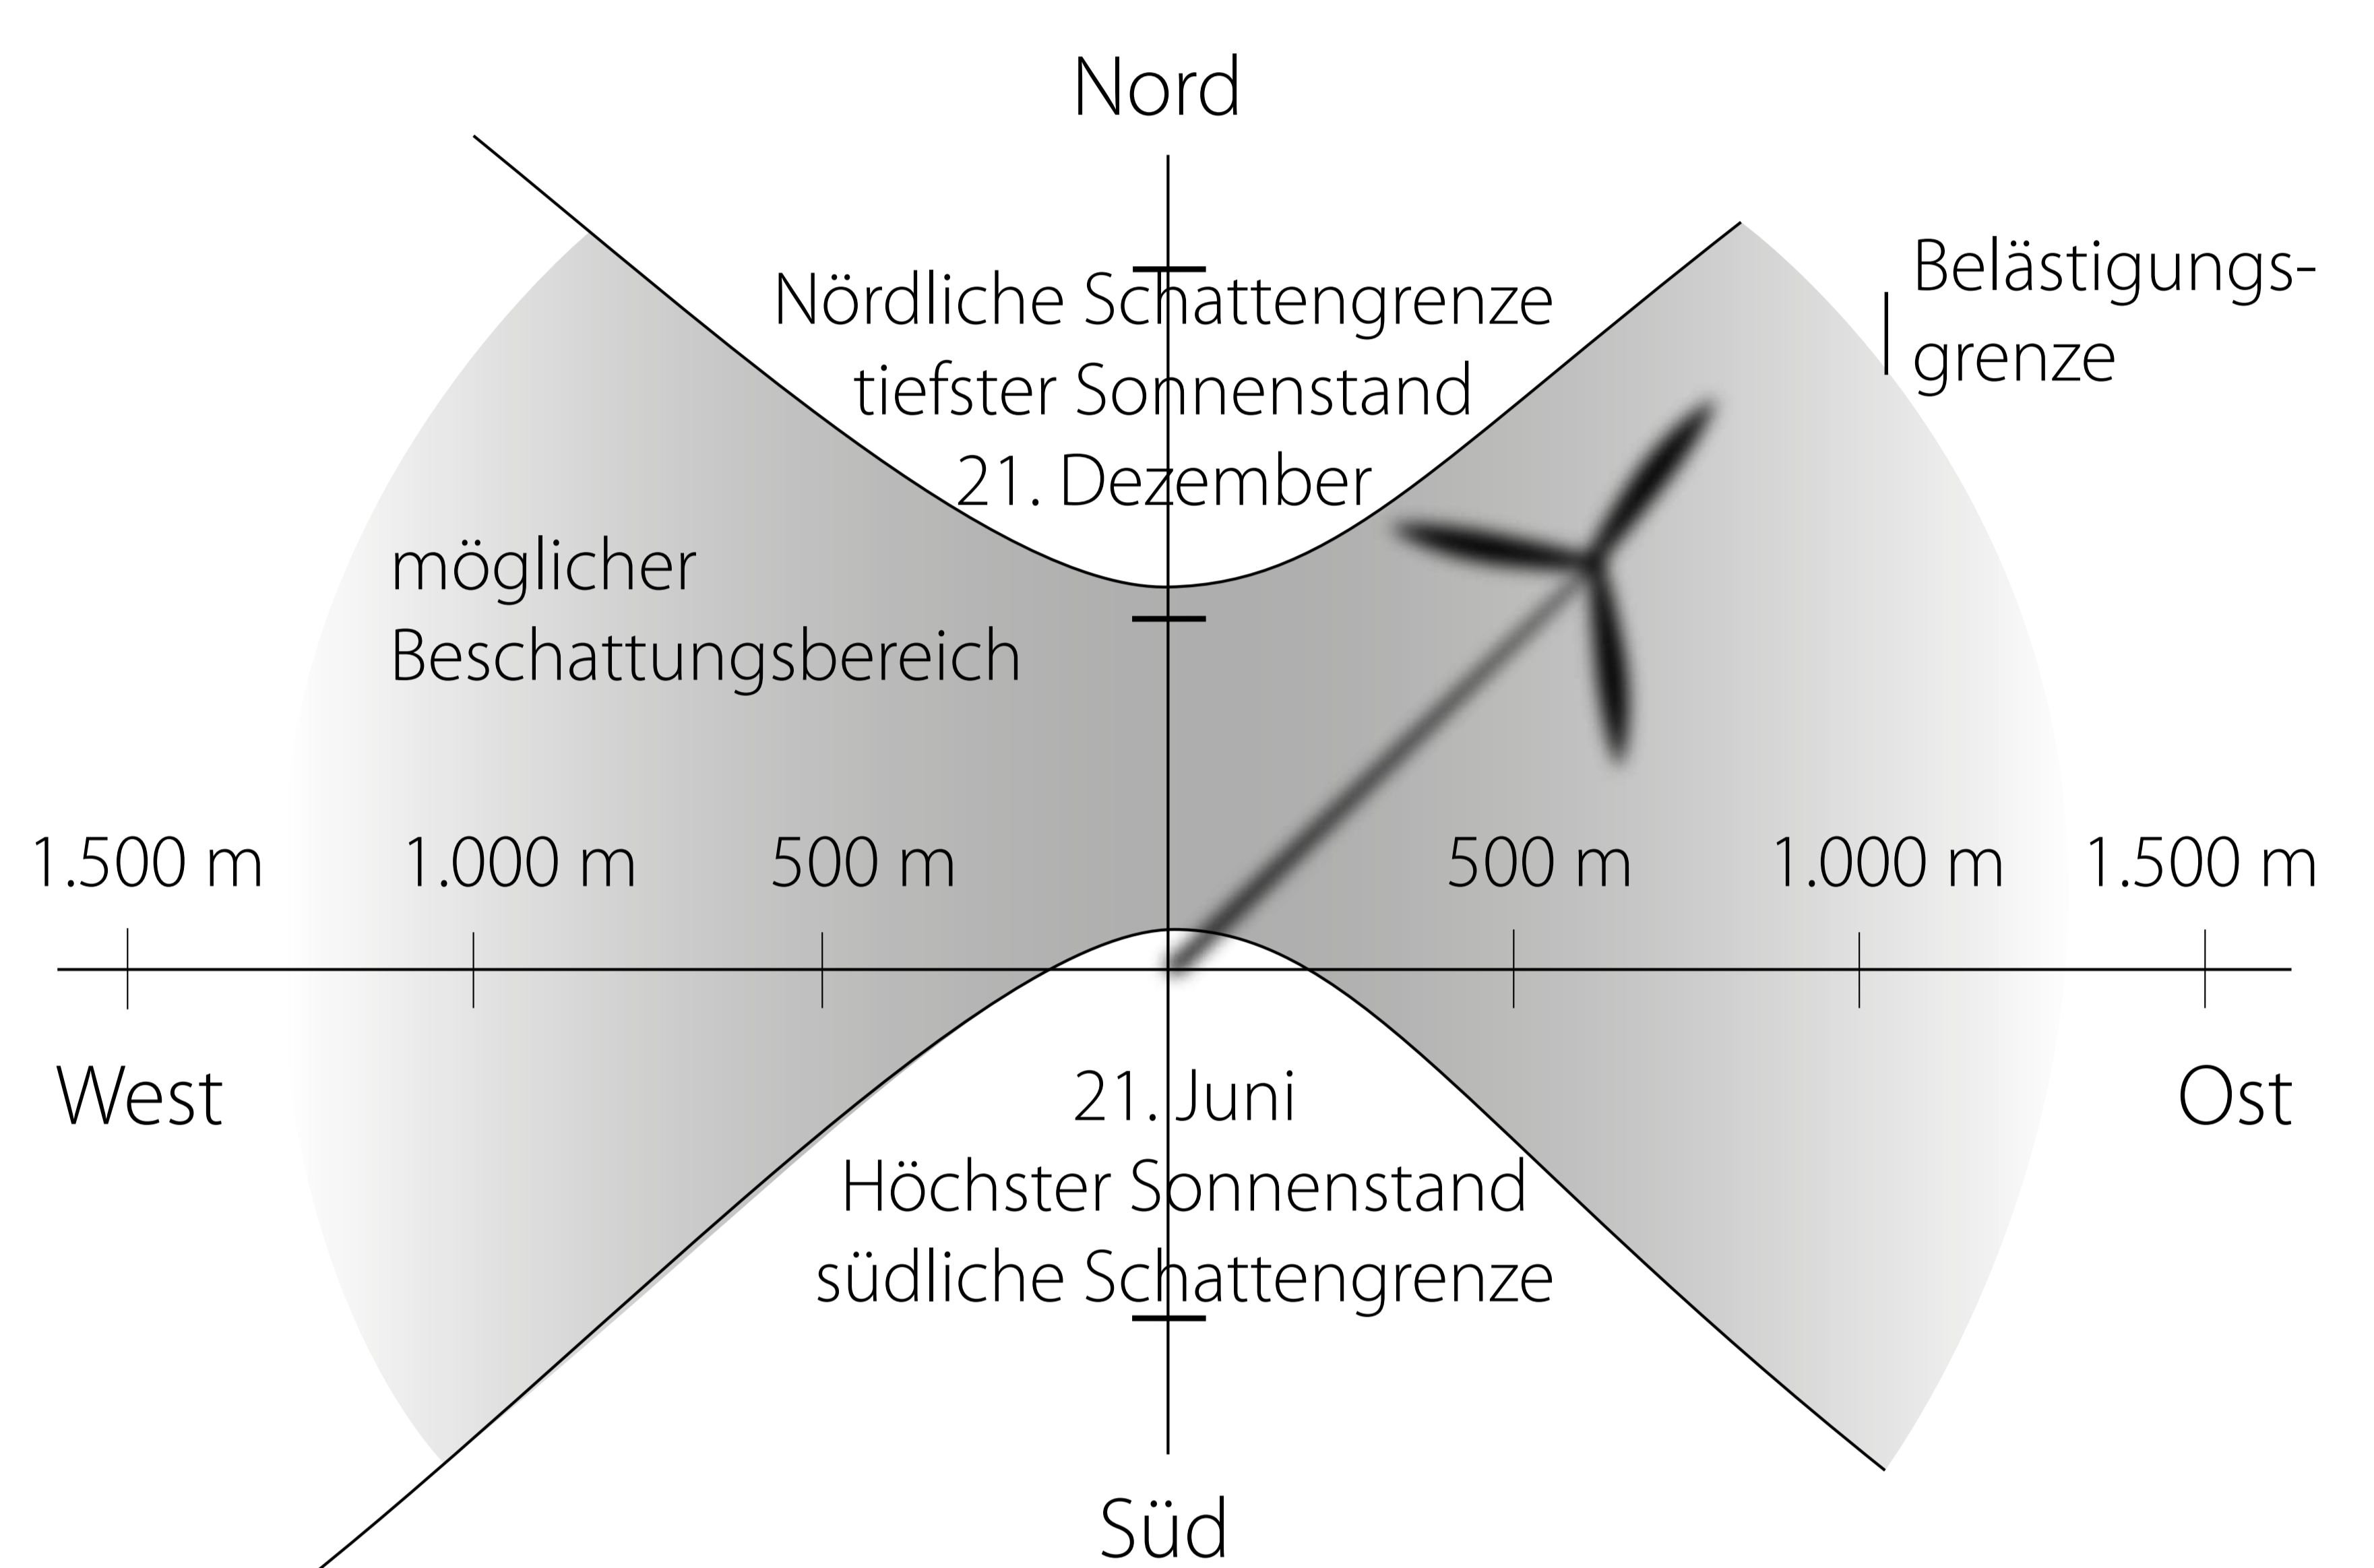 Nord
Nördliche Schattengrenze
tiefster Sonnenstand
21. Dezember
Belästigungs-
grenze
möglicher
Beschattungsbereich
1.500 m 1.000 m 500 m 500 m 1.000 m 1.500 m
West
Ost
21. Juni
Höchster Sonnenstand
südliche Schattengrenze
Süd